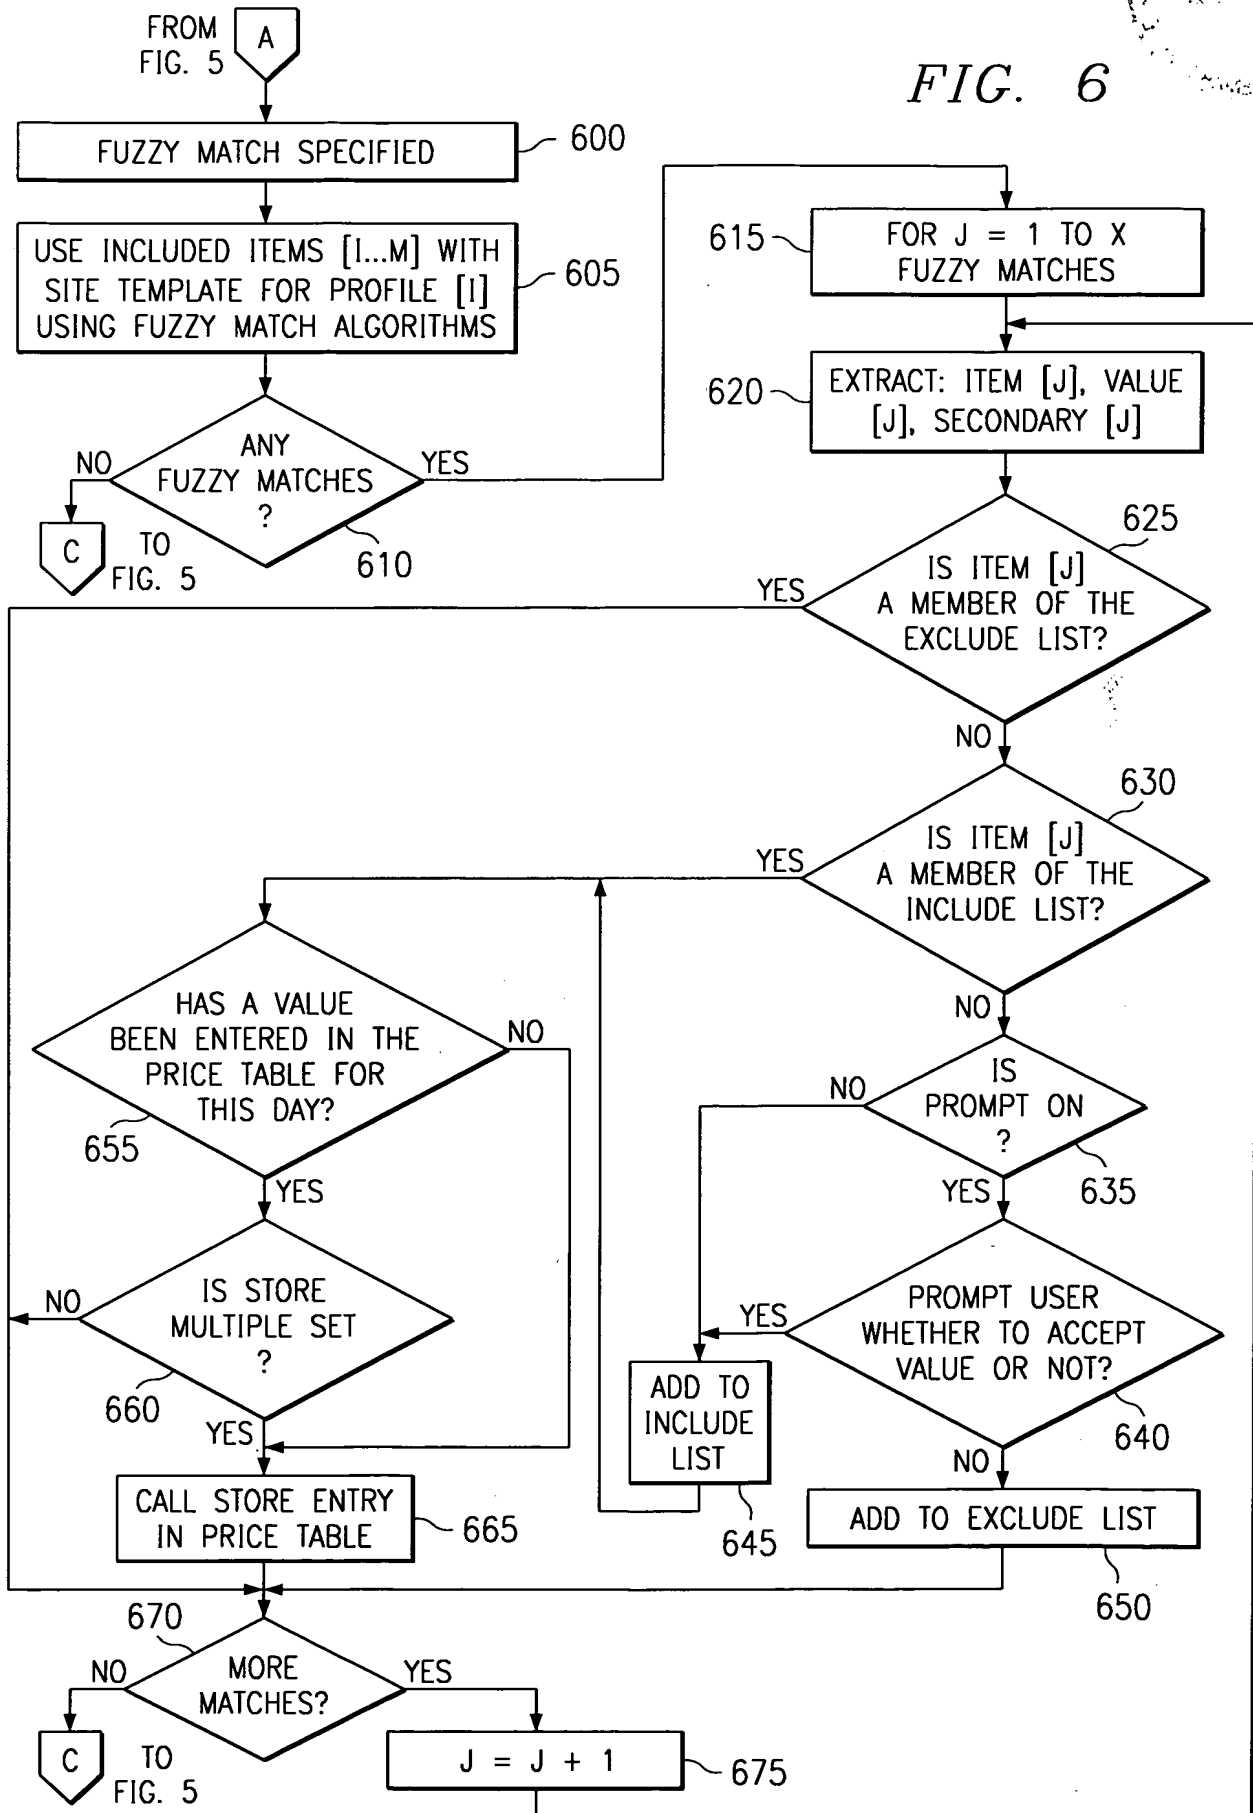 FROM
FIG. 5
A
FIG. 6
FUZZY MATCH SPECIFIED
600
USE INCLUDED ITEMS [I...M] WITH
SITE TEMPLATE FOR PROFILE [I]
USING FUZZY MATCH ALGORITHMS
605
ANY
FUZZY MATCHES
?
610
NO
YES
C
TO
FIG. 5
615
FOR J = 1 TO X
FUZZY MATCHES
620
EXTRACT: ITEM [J], VALUE
[J], SECONDARY [J]
625
IS ITEM [J]
A MEMBER OF THE
EXCLUDE LIST?
YES
NO
630
IS ITEM [J]
A MEMBER OF THE
INCLUDE LIST?
YES
NO
IS
PROMPT ON
?
635
NO
YES
PROMPT USER
WHETHER TO ACCEPT
VALUE OR NOT?
640
YES
NO
ADD TO
INCLUDE
LIST
645
ADD TO EXCLUDE LIST
650
HAS A VALUE
BEEN ENTERED IN THE
PRICE TABLE FOR
THIS DAY?
655
NO
YES
IS STORE
MULTIPLE SET
?
660
NO
YES
CALL STORE ENTRY
IN PRICE TABLE
665
670
MORE
MATCHES?
NO
YES
C
TO
FIG. 5
J = J + 1
675